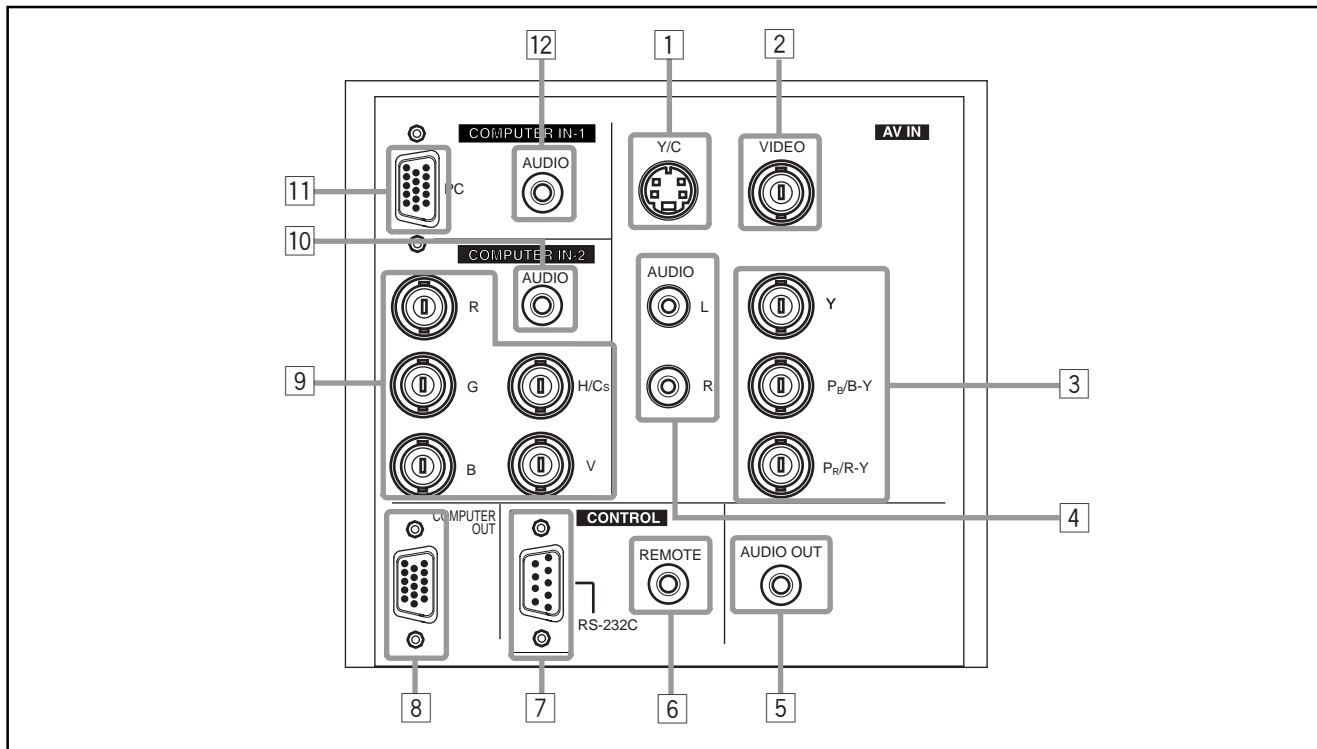 12
1
2
COMPUTER IN-1
AV IN
AUDIO
Y/C
VIDEO
11
PC
10
COMPUTER IN-2
AUDIO
AUDIO
R
L
Y
9
G
H/Cs
R
PB/B-Y
3
B
V
PR/R-Y
4
COMPUTER
OUT
CONTROL
REMOTE
AUDIO OUT
RS-232C
8
7
6
5